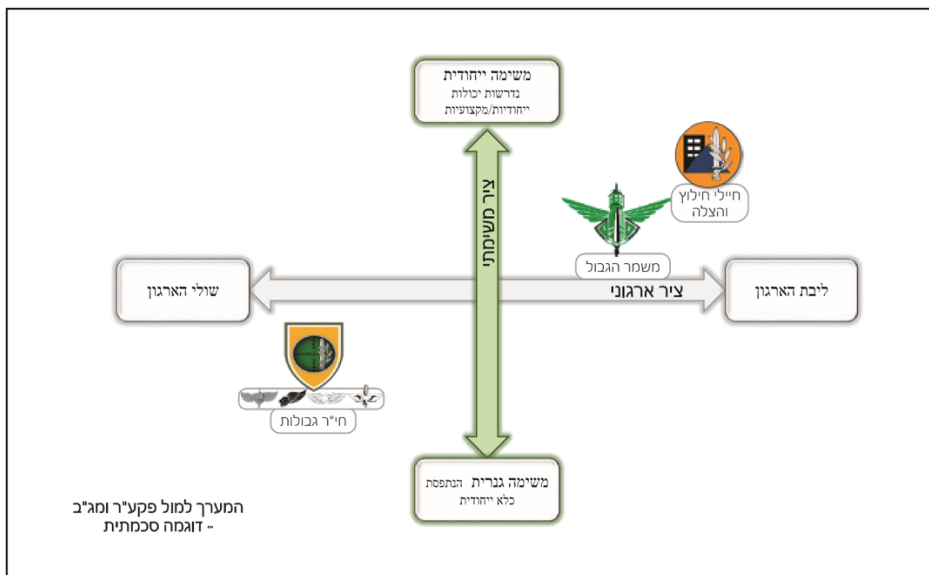 משימה ייחודית
נדרשות יכולות
ייחודיות/מקצועיות
חיילי חילוץ
והצלה
ציר משימתי
משמר הגבול
ליבת הארגון
ציר ארגוני
שולי הארגון
חי"ר גבולות
משימה גנרית הנתפסת
כלא ייחודית
המערך למול פקע"ר ומג"ב
- דוגמה סכמתית